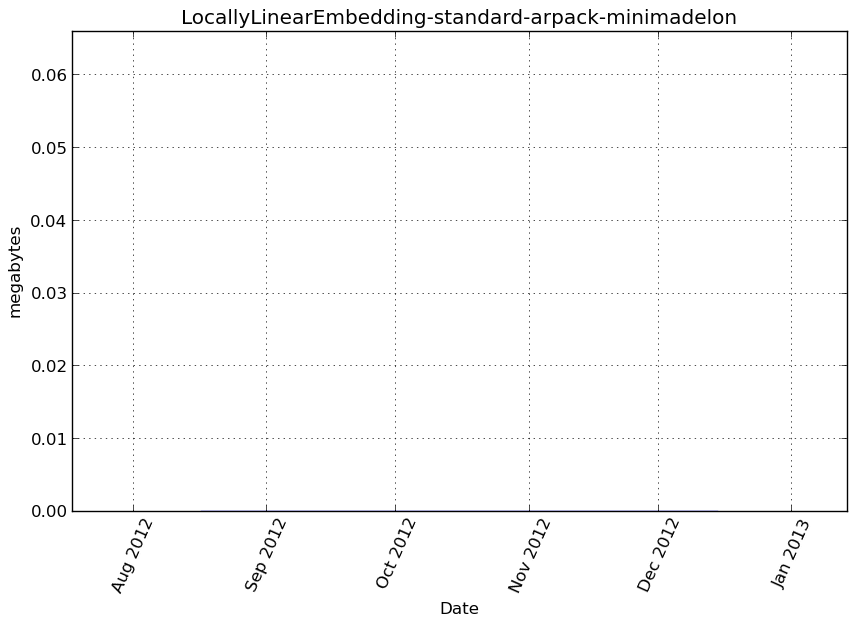 LocallyLinearEmbedding-standard-arpack-minimadelon
0.06
0.05
0.04
0.03
0.02
0.01
0.00
megabytes
Aug 2012
Sep 2012
Oct 2012
Nov 2012
Dec 2012
Jan 2013
Date